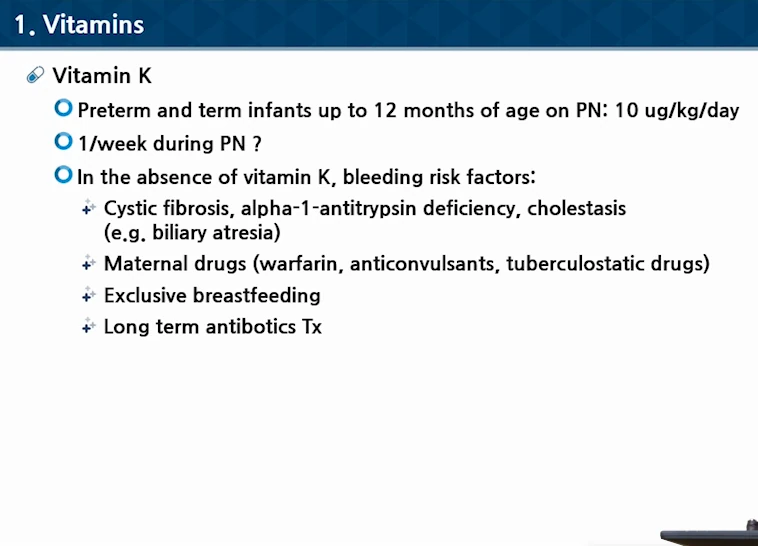 1. Vitamins
Vitamin K
Preterm and term infants up to 12 months of age on PN: 10 ug/kg/day
1/week during PN ?
In the absence of vitamin K, bleeding risk factors:
Cystic fibrosis, alpha-1-antitrypsin deficiency, cholestasis
(e.g. biliary atresia)
Maternal drugs (warfarin, anticonvulsants, tuberculostatic drugs)
Exclusive breastfeeding
Long term antibotics Tx